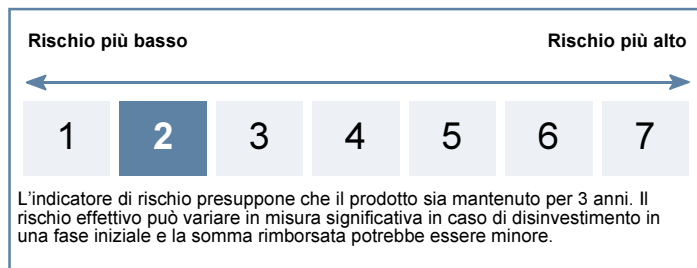 Rischio più basso Rischio più alto
1 2 3 4 5 6 7
L'indicatore di rischio presuppone che il prodotto sia mantenuto per 3 anni. Il
rischio effettivo può variare in misura significativa in caso di disinvestimento in
una fase iniziale e la somma rimborsata potrebbe essere minore.